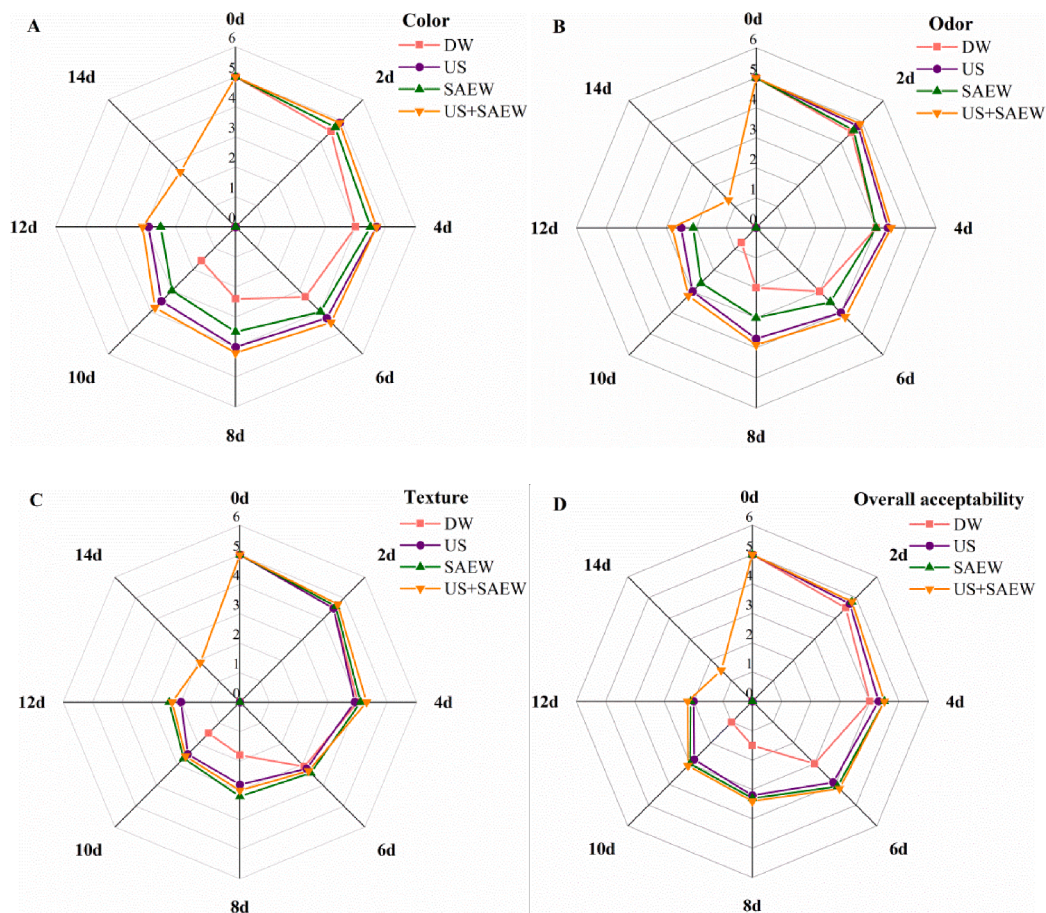 A
0d
Color
DW
US
SAEW
US+SAEW
2d
4d
6d
8d
10d
12d
14d
6
5
4
3
2
1
0
B
0d
Odor
DW
US
SAEW
US+SAEW
2d
4d
6d
8d
10d
12d
14d
6
5
4
3
2
1
0
C
0d
Texture
DW
US
SAEW
US+SAEW
2d
4d
6d
8d
10d
12d
14d
6
5
4
3
2
1
0
D
0d
Overall acceptability
DW
US
SAEW
US+SAEW
2d
4d
6d
8d
10d
12d
14d
6
5
4
3
2
1
0